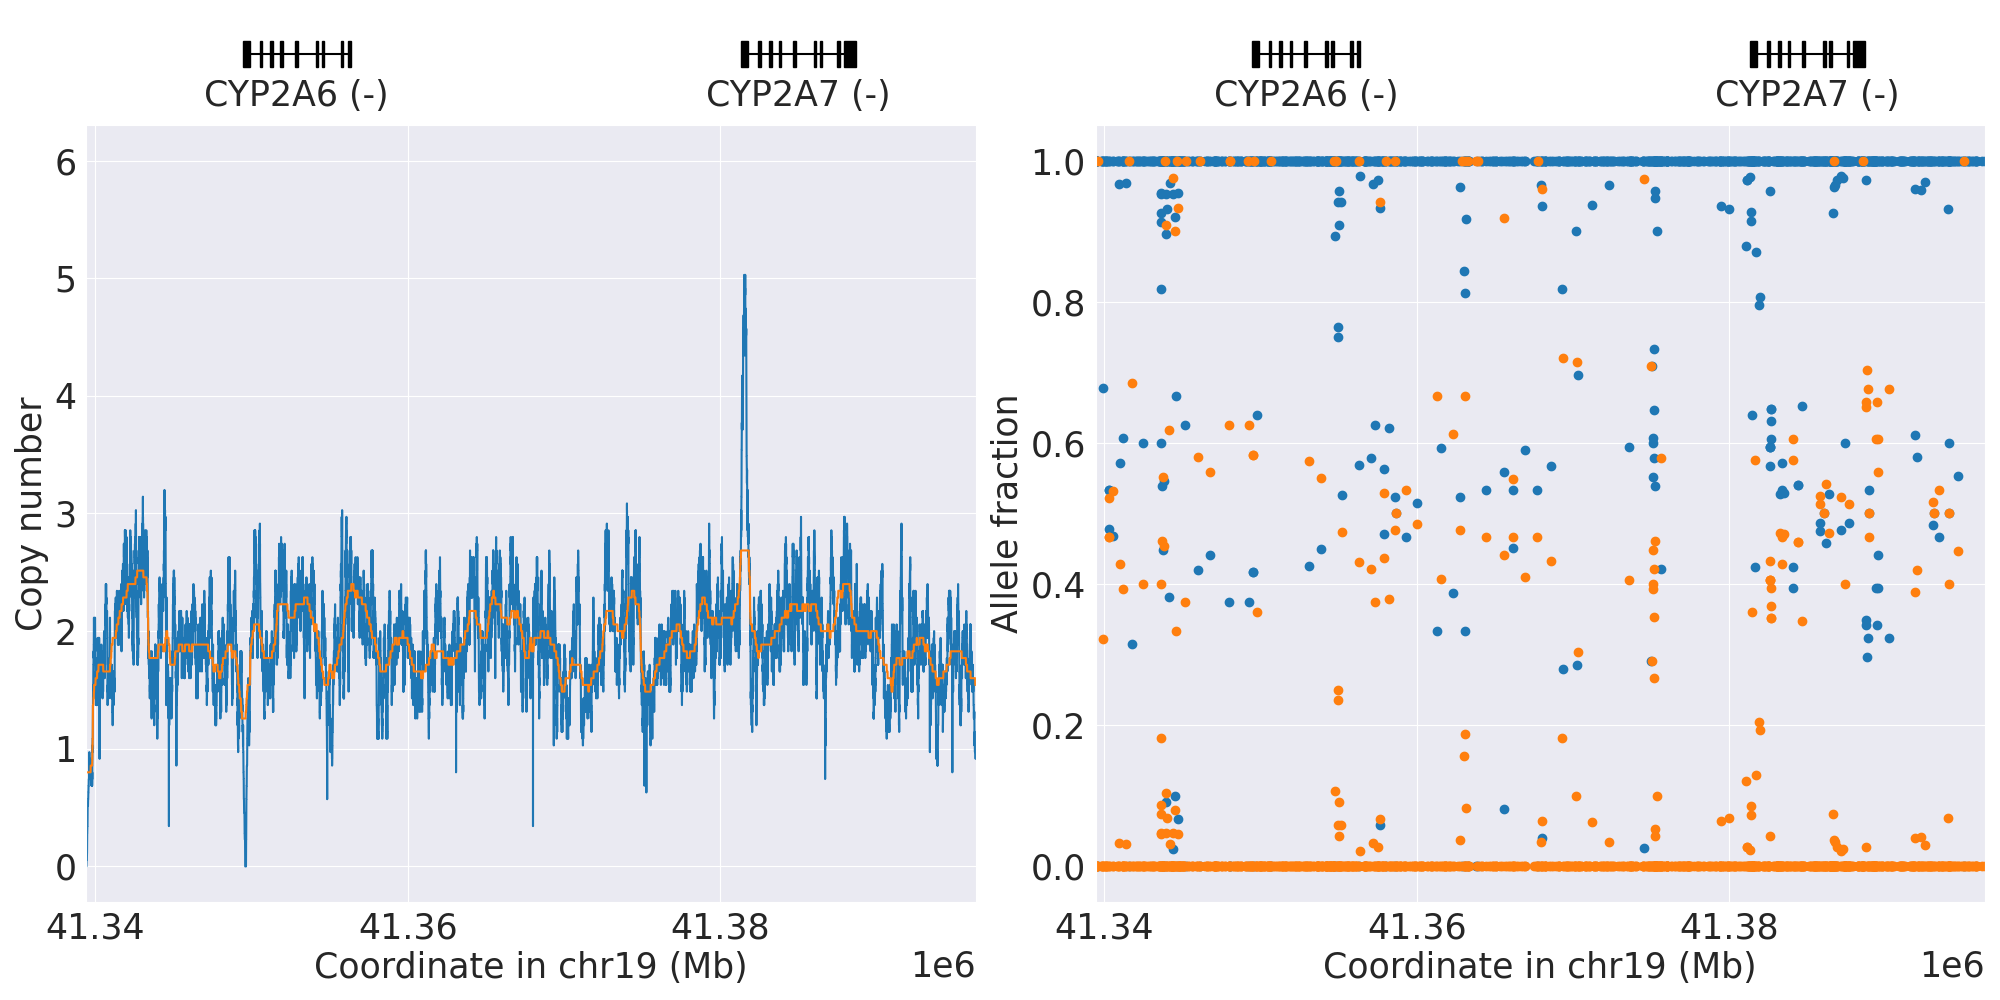 CYP2A6 (-)
CYP2A7 (-)
CYP2A6 (-)
CYP2A7 (-)
Copy number
6
5
4
3
2
1
0
41.34
41.36
41.38
Coordinate in chr19 (Mb)
1e6
Allele fraction
1.0
0.8
0.6
0.4
0.2
0.0
41.34
41.36
41.38
Coordinate in chr19 (Mb)
1e6